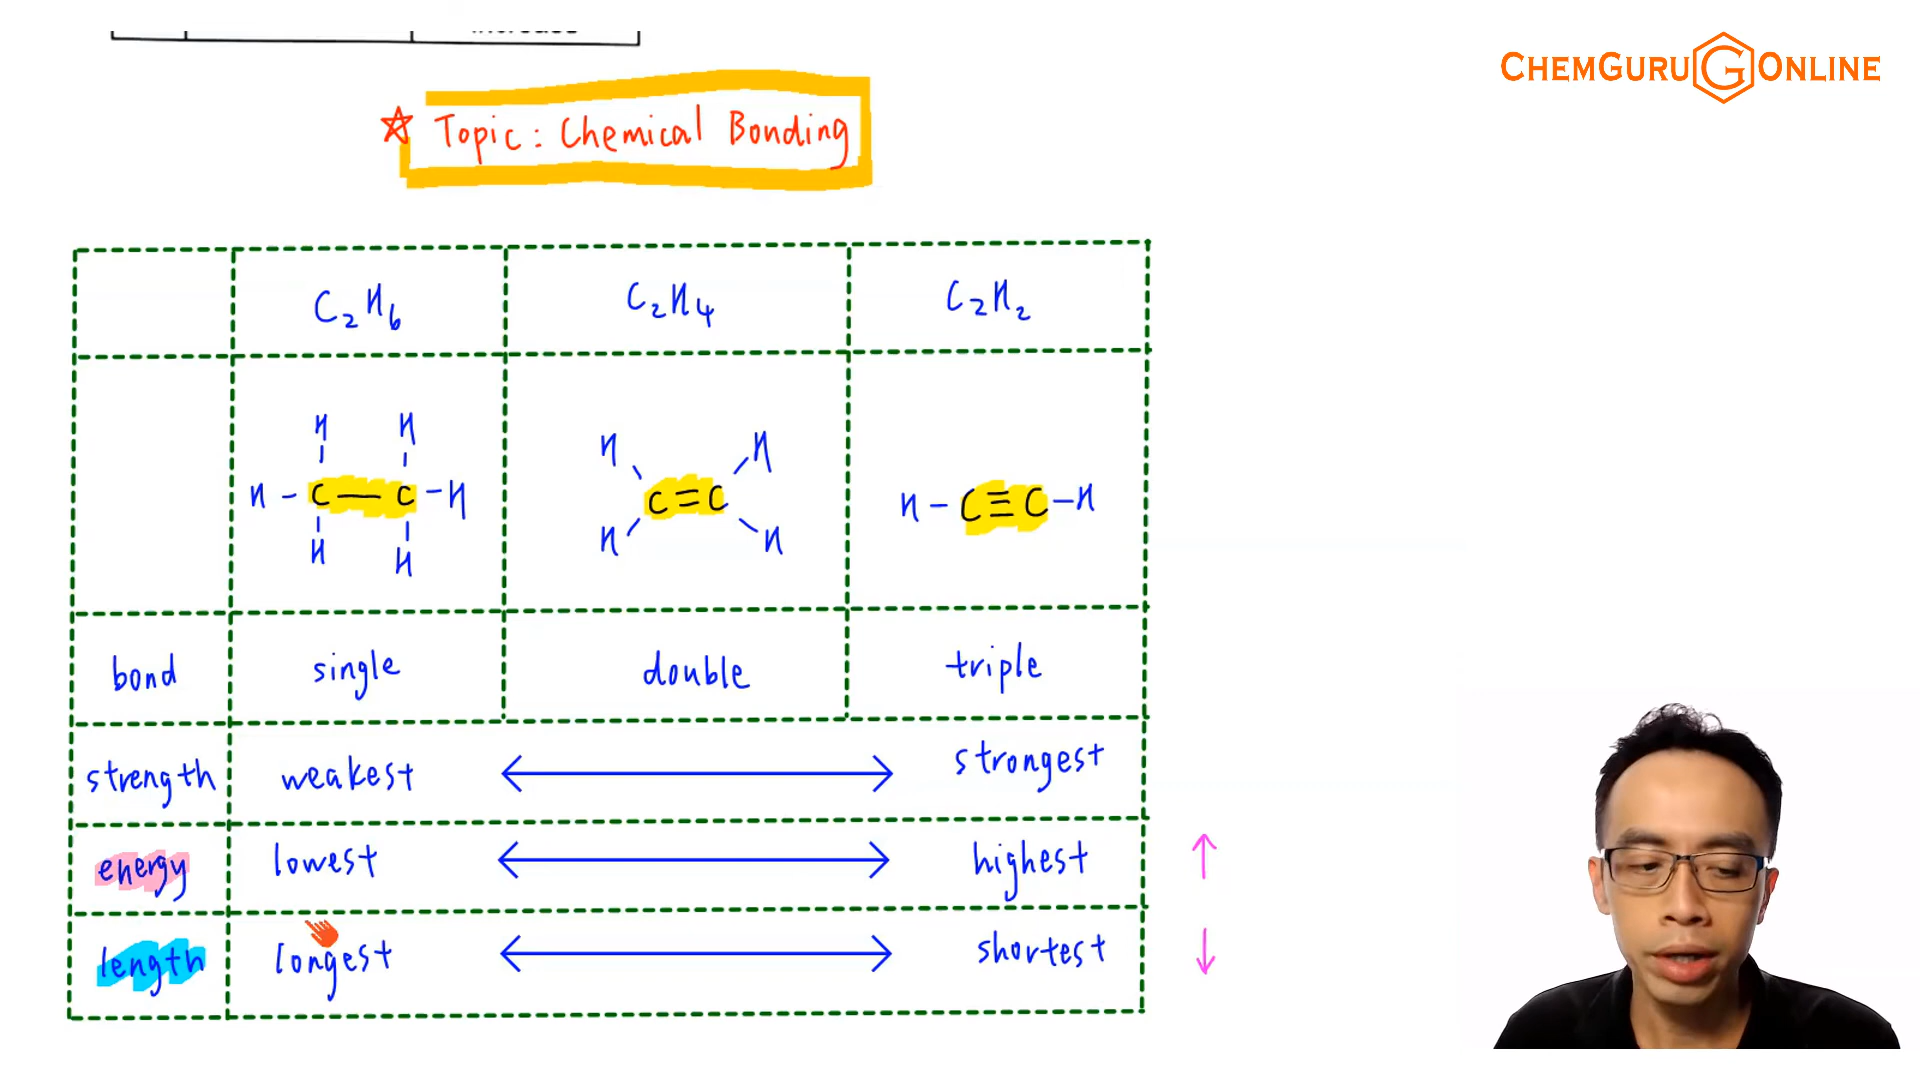 increase
CHEMGURU G ONLINE
☆ Topic: Chemical Bonding
C₂H₆ C₂H₄ C₂H₂
H H
H - C — C - H
H H
H H
C = C
H H
H - C ≡ C - H
bond single double triple
strength weakest ⟷ strongest
energy lowest ⟷ highest ↑
length longest ⟷ shortest ↓